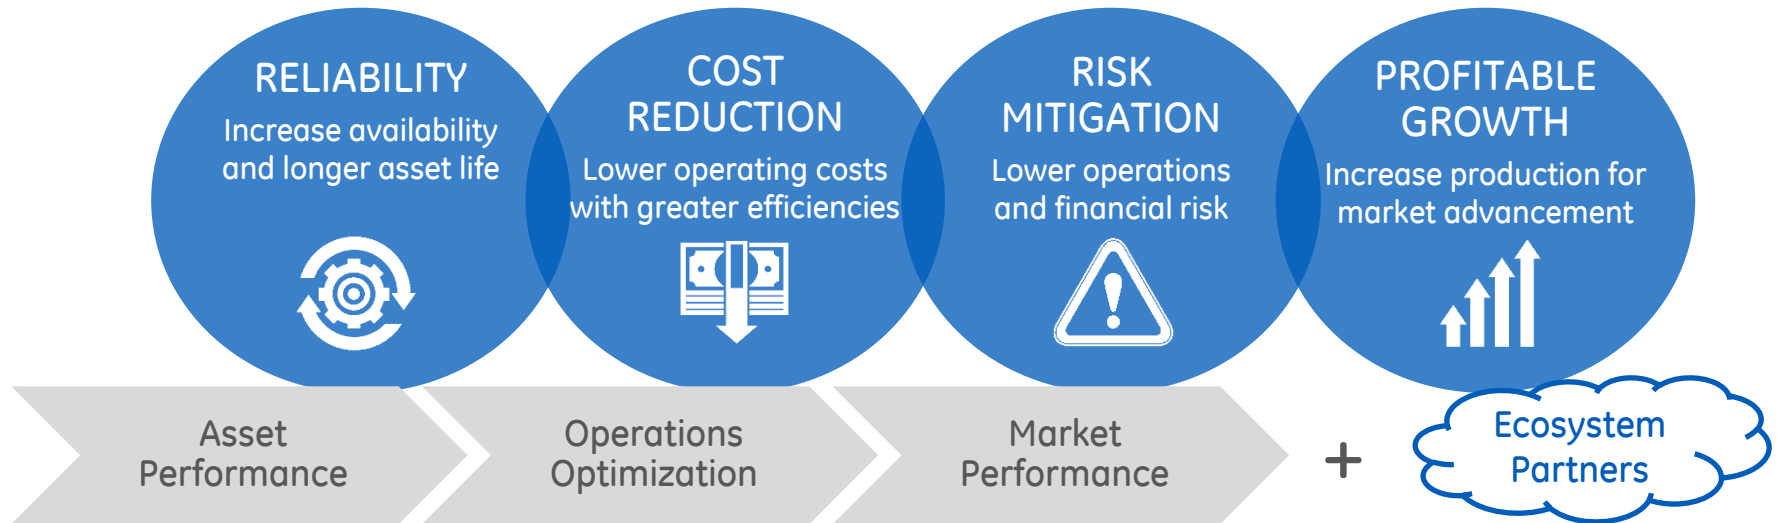 RELIABILITY
Increase availability
and longer asset life
COST
REDUCTION
Lower operating costs
with greater efficiencies
RISK
MITIGATION
Lower operations
and financial risk
PROFITABLE
GROWTH
Increase production for
market advancement
Asset
Performance
Operations
Optimization
Market
Performance
+
Ecosystem
Partners